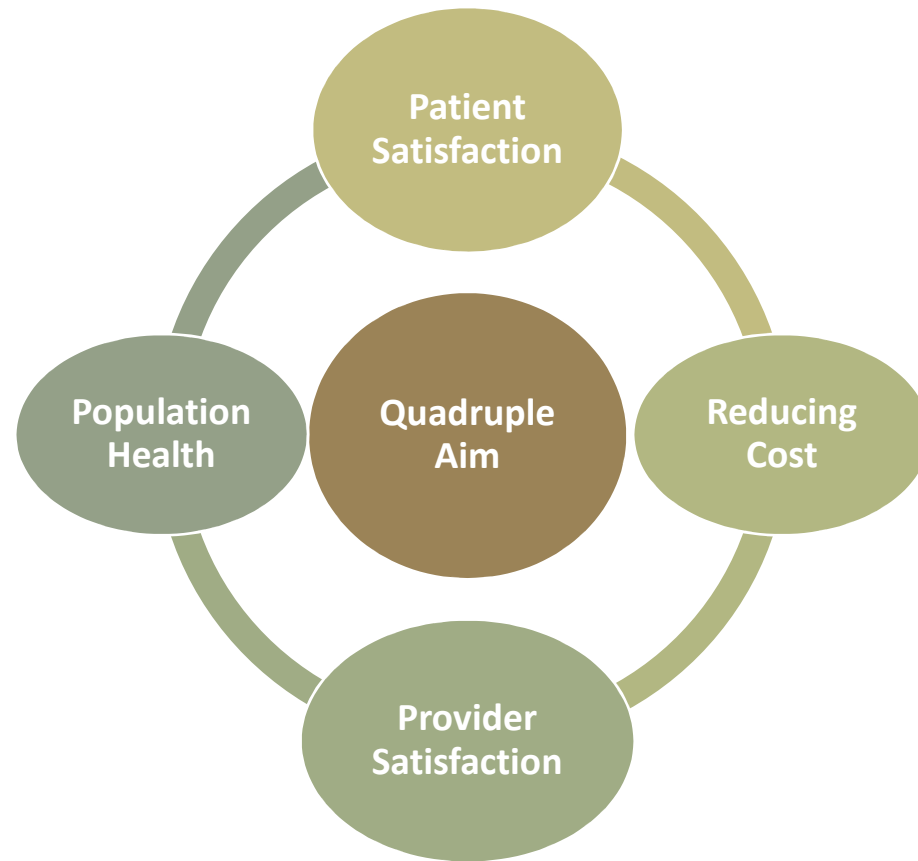 Patient
Satisfaction
Population
Health
Quadruple
Aim
Reducing
Cost
Provider
Satisfaction